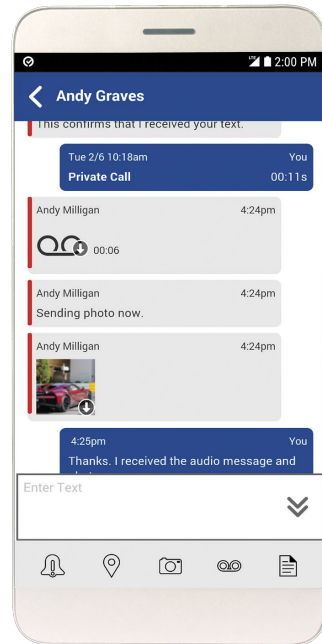 LTE 2:00 PM
Andy Graves
This confirms that I received your text.
Tue 2/6 10:18am You
Private Call 00:11s
Andy Milligan 4:24pm
00:06
Andy Milligan 4:24pm
Sending photo now.
Andy Milligan 4:24pm
4:25pm You
Thanks. I received the audio message and
Enter Text